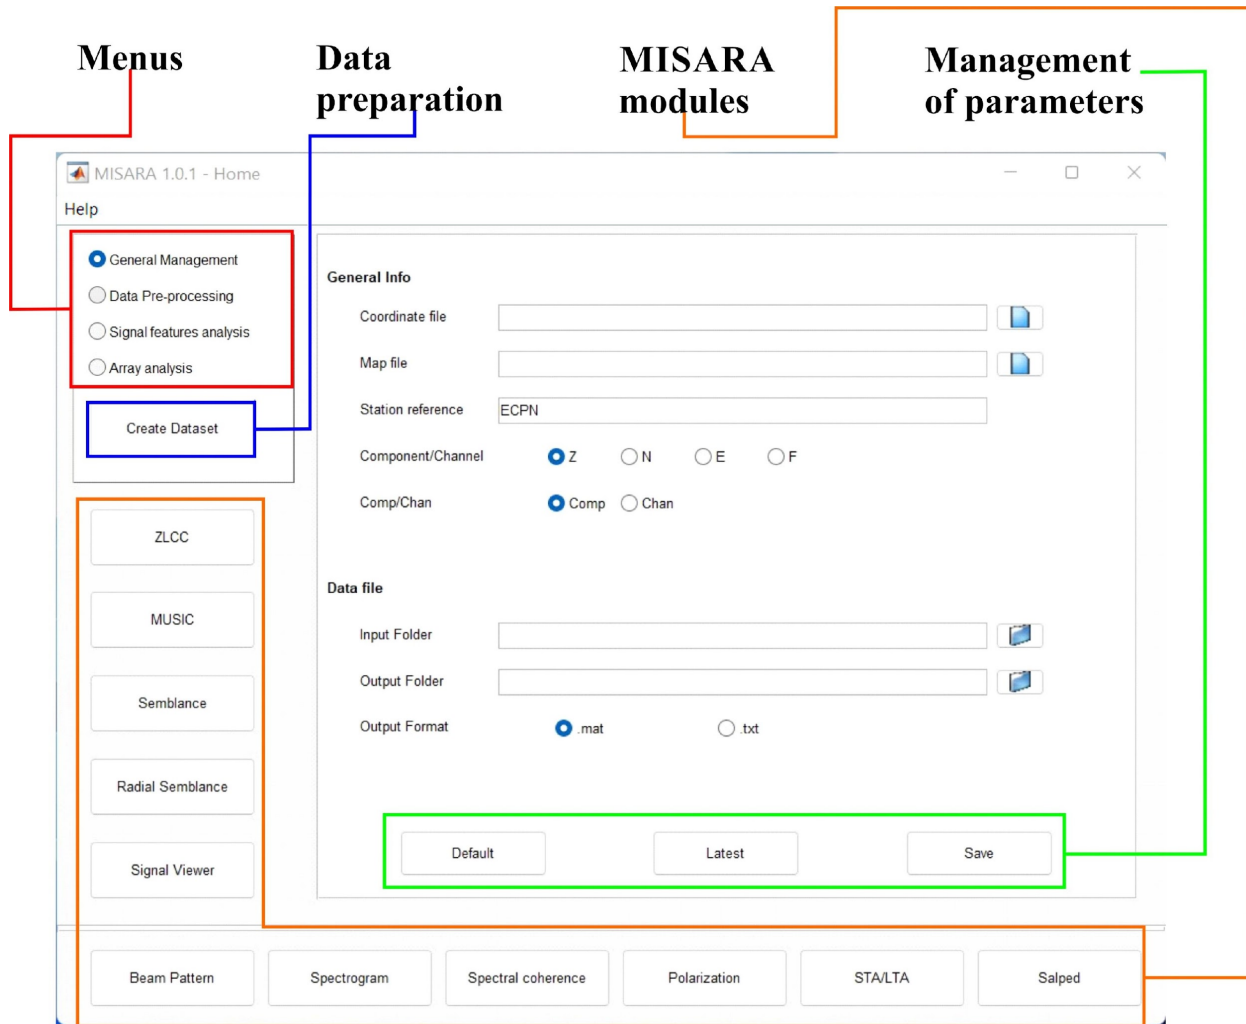 Menus
Data
preparation
MISARA
modules
Management
of parameters
MISARA 1.0.1 - Home
Help
General Management
Data Pre-processing
Signal features analysis
Array analysis
Create Dataset
General Info
Coordinate file
Map file
Station reference ECPN
Component/Channel Z N E F
Comp/Chan Comp Chan
Data file
Input Folder
Output Folder
Output Format .mat .txt
Default Latest Save
ZLCC
MUSIC
Semblance
Radial Semblance
Signal Viewer
Beam Pattern Spectrogram Spectral coherence Polarization STA/LTA Salped